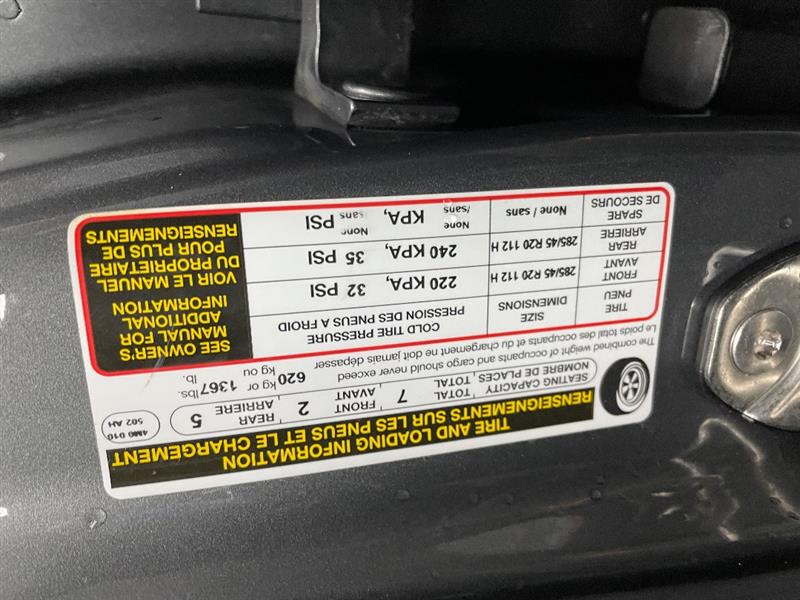 TIRE AND LOADING INFORMATION
RENSEIGNEMENTS SUR LES PNEUS ET LE CHARGEMENT
SEATING CAPACITY TOTAL 7 FRONT 2 REAR 5
NOMBRE DE PLACES, TOTAL AVANT ARRIERE
4M0 010
502 AH
The combined weight of occupants and cargo should never exceed 620 kg or 1367 lbs.
Le poids total des occupants et du chargement ne doit jamais dépasser kg ou lb.
TIRE SIZE COLD TIRE PRESSURE
PNEU DIMENSIONS PRESSION DES PNEUS A FROID
FRONT 285/45 R20 112 H 220 KPA, 32 PSI
AVANT
REAR 285/45 R20 112 H 240 KPA, 35 PSI
ARRIERE
SPARE None / sans None KPA, None PSI
DE SECOURS /sans sans
SEE OWNER'S
MANUAL FOR
ADDITIONAL
INFORMATION
VOIR LE MANUEL
DU PROPRIETAIRE
POUR PLUS DE
RENSEIGNEMENTS